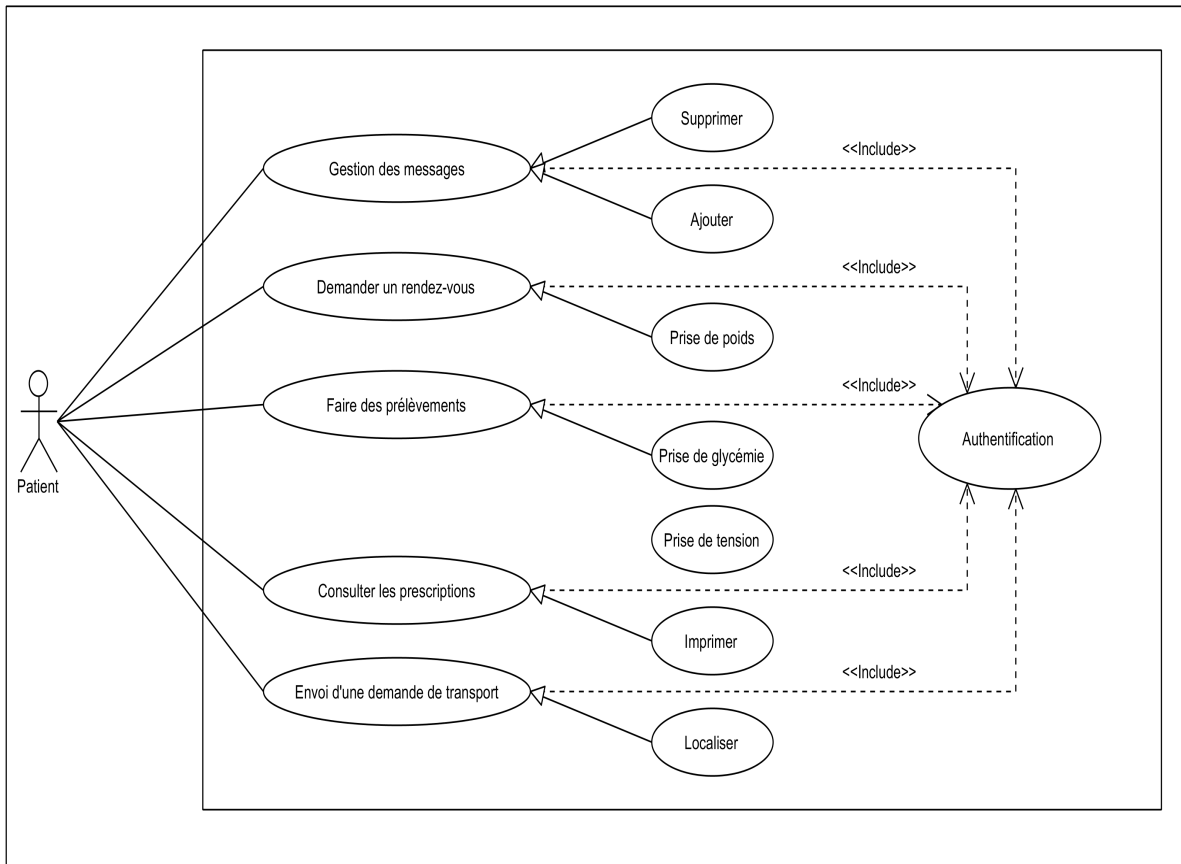 Supprimer
<<Include>>
Gestion des messages
Ajouter
<<Include>>
Demander un rendez-vous
Prise de poids
<<Include>>
Faire des prélèvements
Authentification
Prise de glycémie
Patient
Prise de tension
<<Include>>
Consulter les prescriptions
Imprimer
<<Include>>
Envoi d'une demande de transport
Localiser